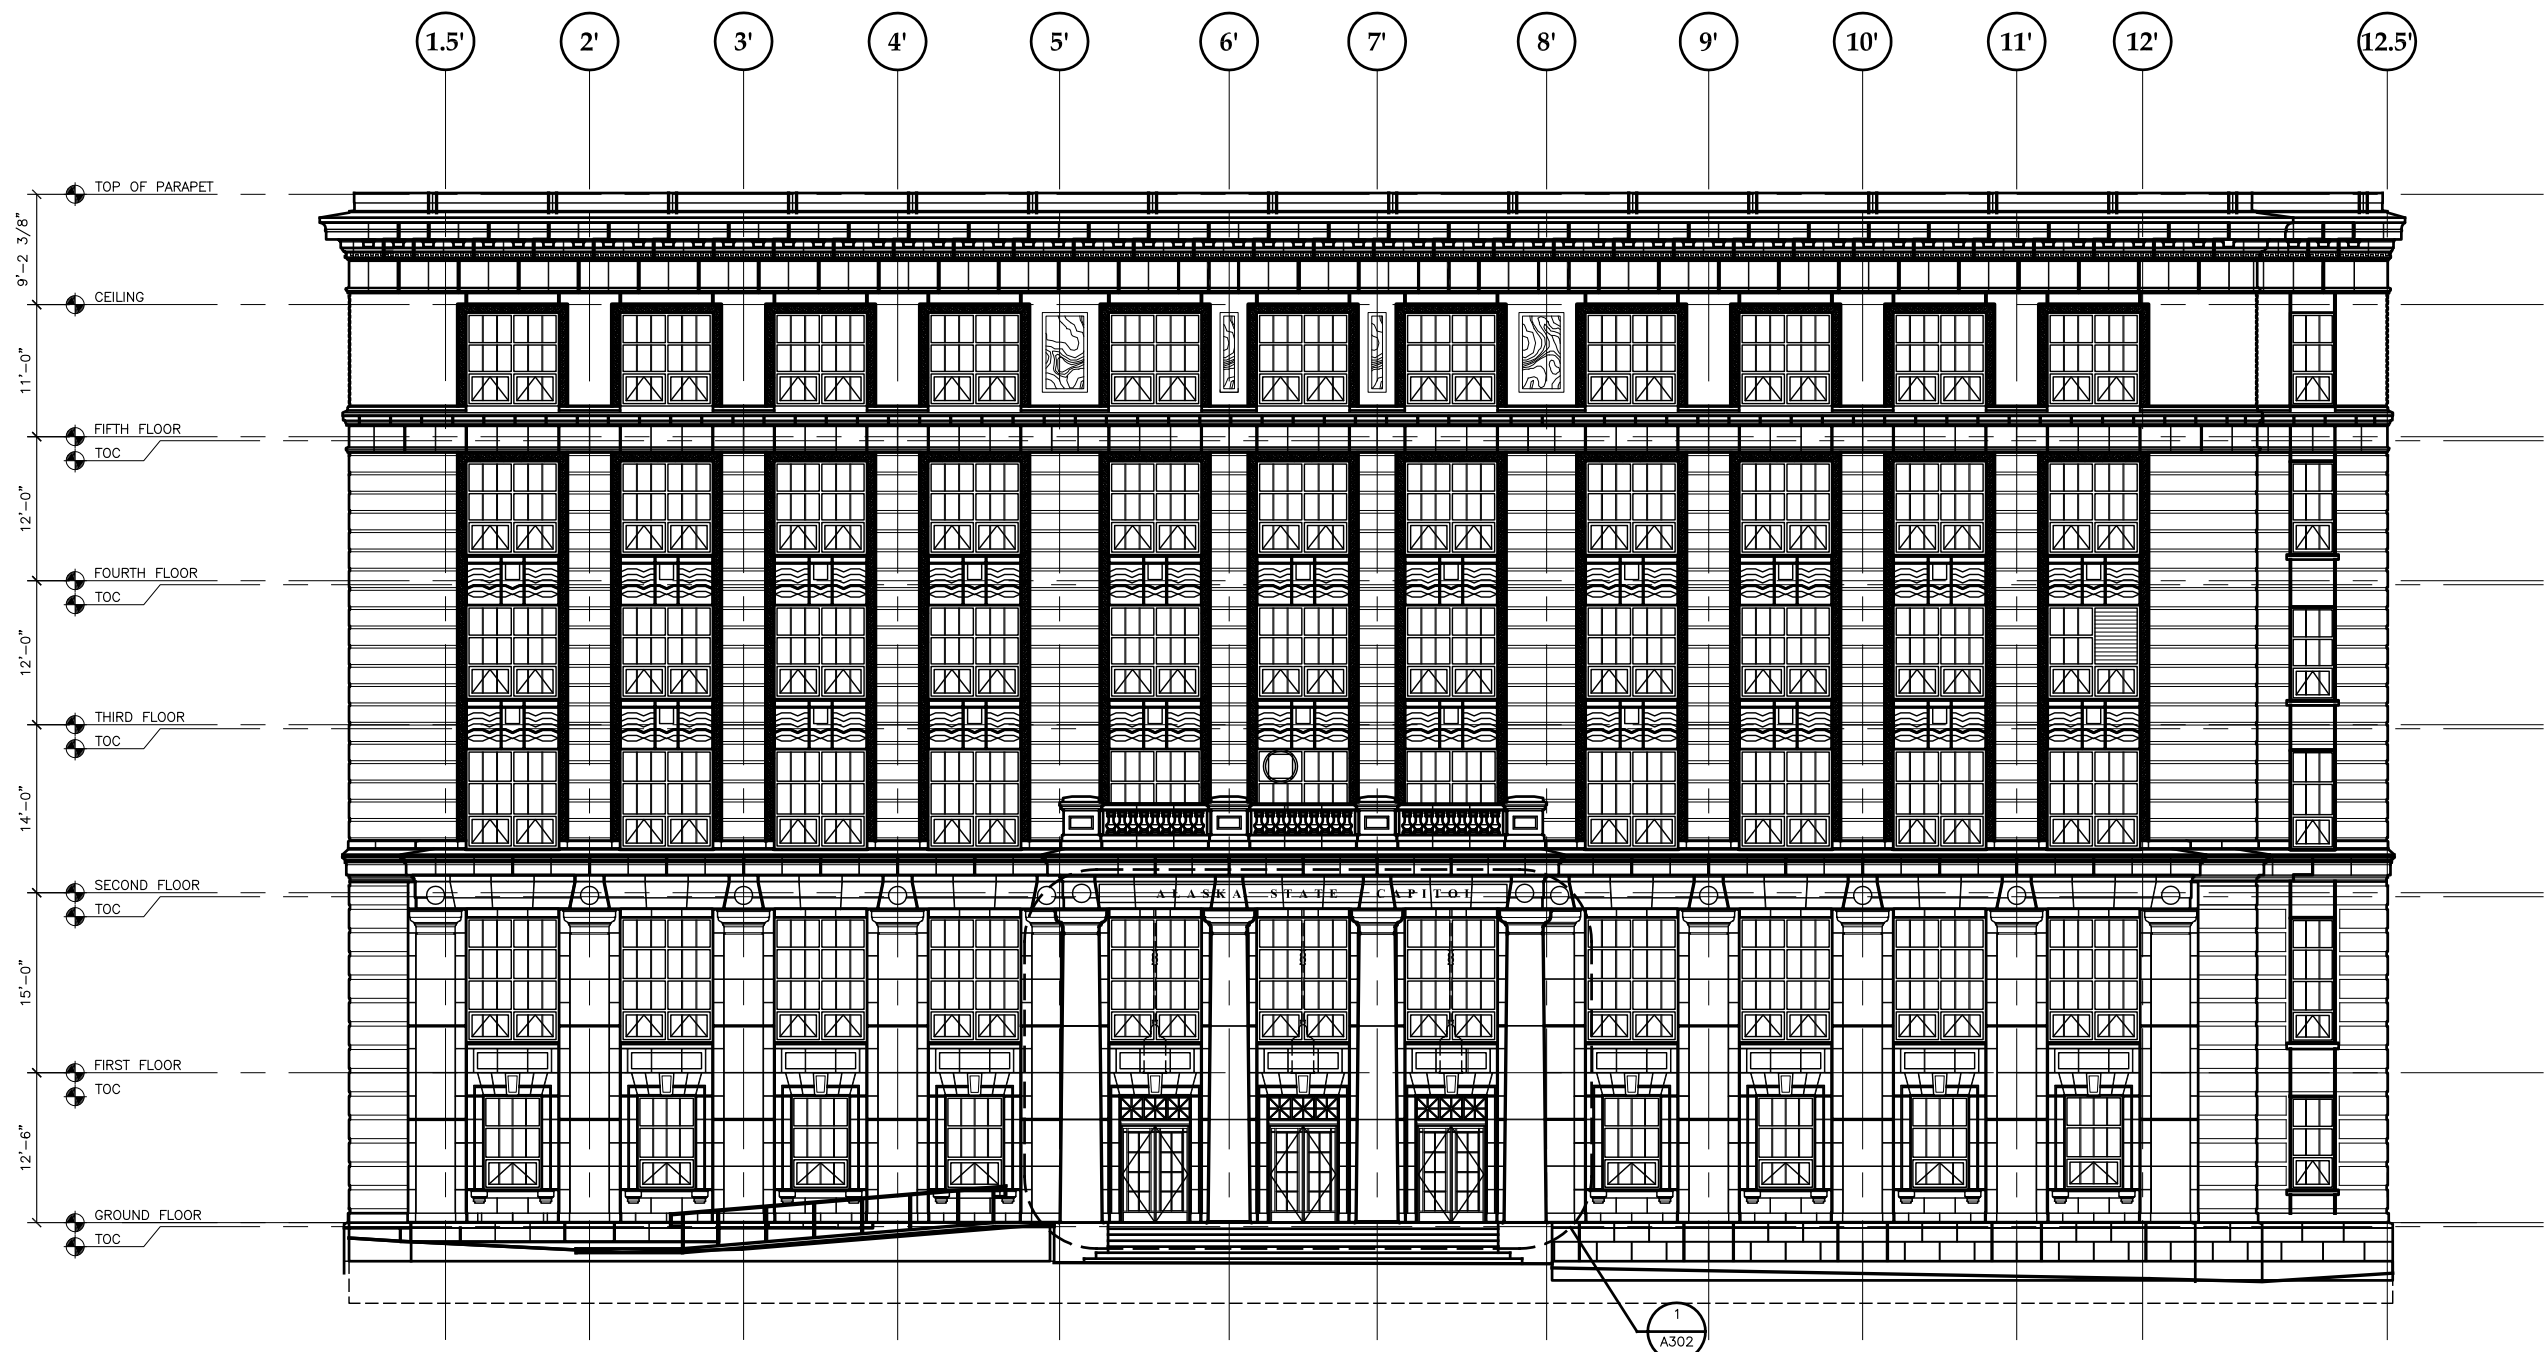 1.5' 2' 3' 4' 5' 6' 7' 8' 9' 10' 11' 12' 12.5'
TOP OF PARAPET
9'-2 3/8"
CEILING
11'-0"
FIFTH FLOOR
TOC
12'-0"
FOURTH FLOOR
TOC
12'-0"
THIRD FLOOR
TOC
14'-0"
SECOND FLOOR
TOC
ALASKA STATE CAPITOL
15'-0"
FIRST FLOOR
TOC
12'-6"
GROUND FLOOR
TOC
1
A302